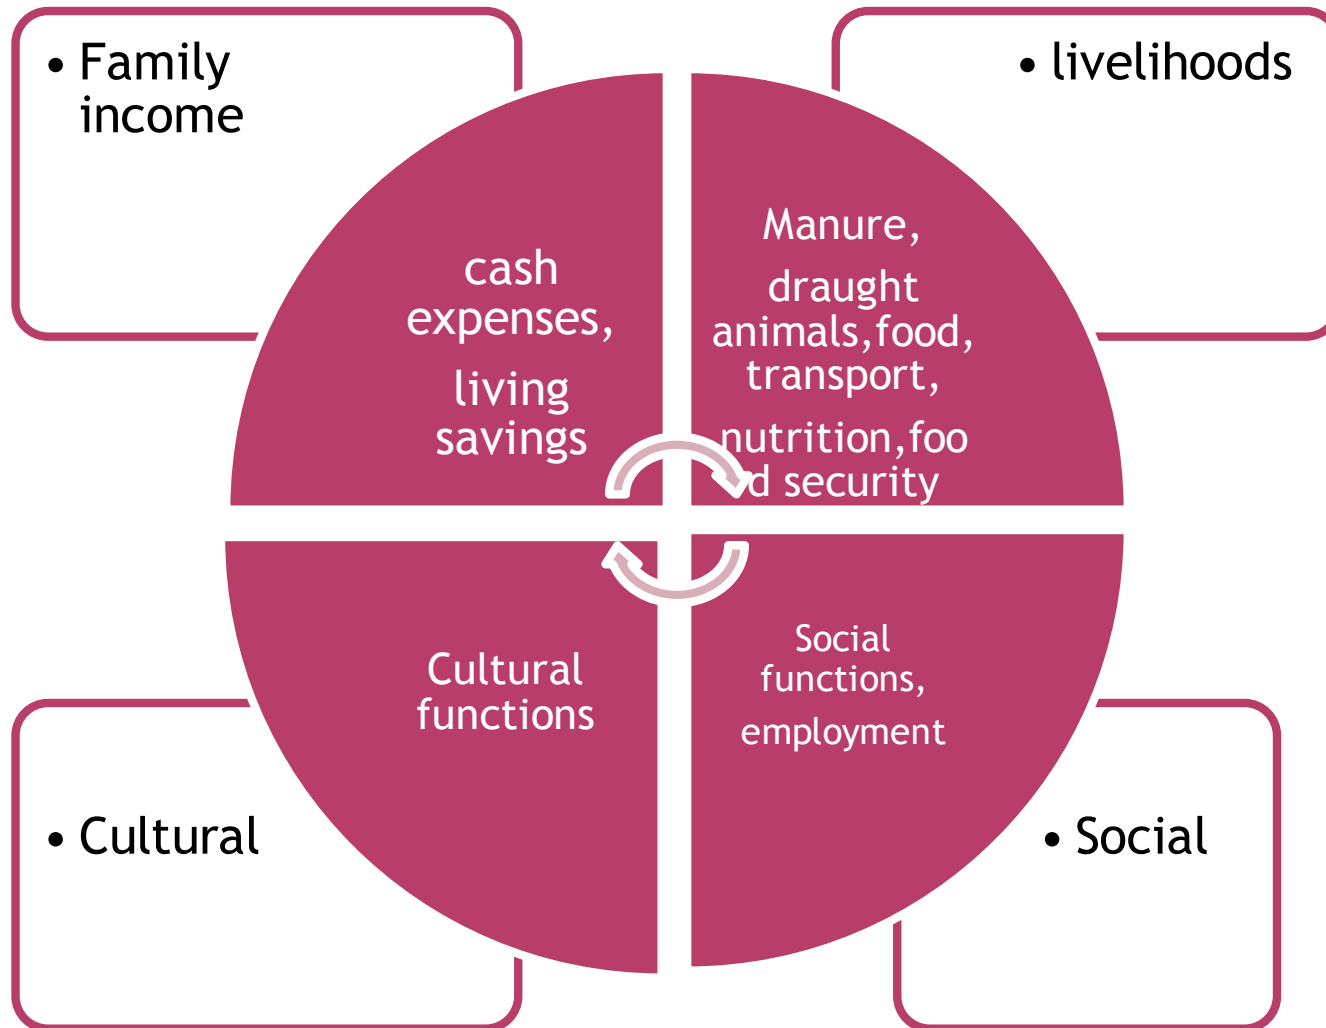 • Family
income
• livelihoods
cash
expenses,
living
savings
Manure,
draught
animals,food,
transport,
nutrition,foo
d security
Cultural
functions
Social
functions,
employment
• Cultural
• Social